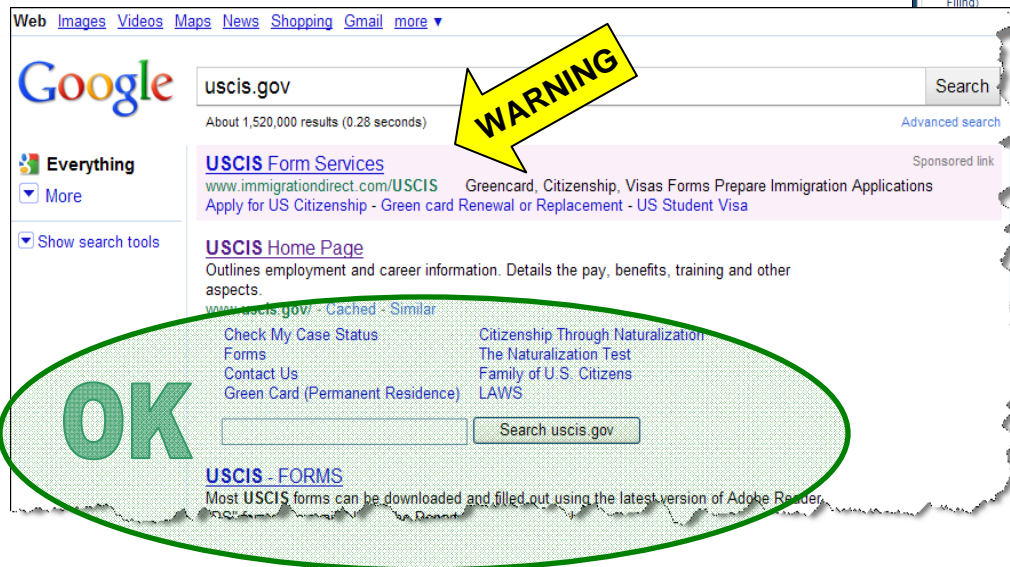 Filing)
Web Images Videos Maps News Shopping Gmail more ▼
Google
uscis.gov
Search
WARNING
About 1,520,000 results (0.28 seconds)
Advanced search
Everything
More
Show search tools
USCIS Form Services
Sponsored link
www.immigrationdirect.com/USCIS Greencard, Citizenship, Visas Forms Prepare Immigration Applications
Apply for US Citizenship - Green card Renewal or Replacement - US Student Visa
USCIS Home Page
Outlines employment and career information. Details the pay, benefits, training and other
aspects.
www.uscis.gov/ - Cached - Similar
Check My Case Status Citizenship Through Naturalization
Forms The Naturalization Test
Contact Us Family of U.S. Citizens
Green Card (Permanent Residence) LAWS
OK
Search uscis.gov
USCIS - FORMS
Most USCIS forms can be downloaded and filled out using the latest version of Adobe Reader.